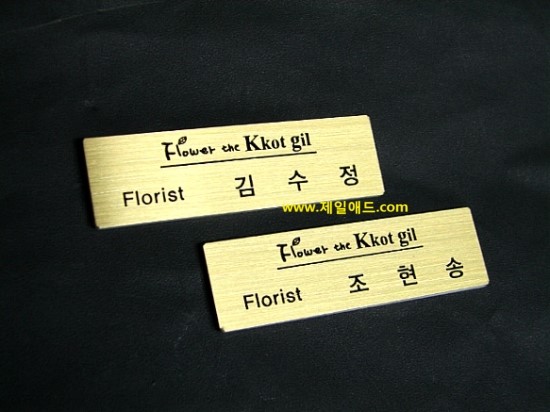 Flower the Kkot gil
Florist 김 수 정
www.제일애드.com
Flower the Kkot gil
Florist 조 현 송